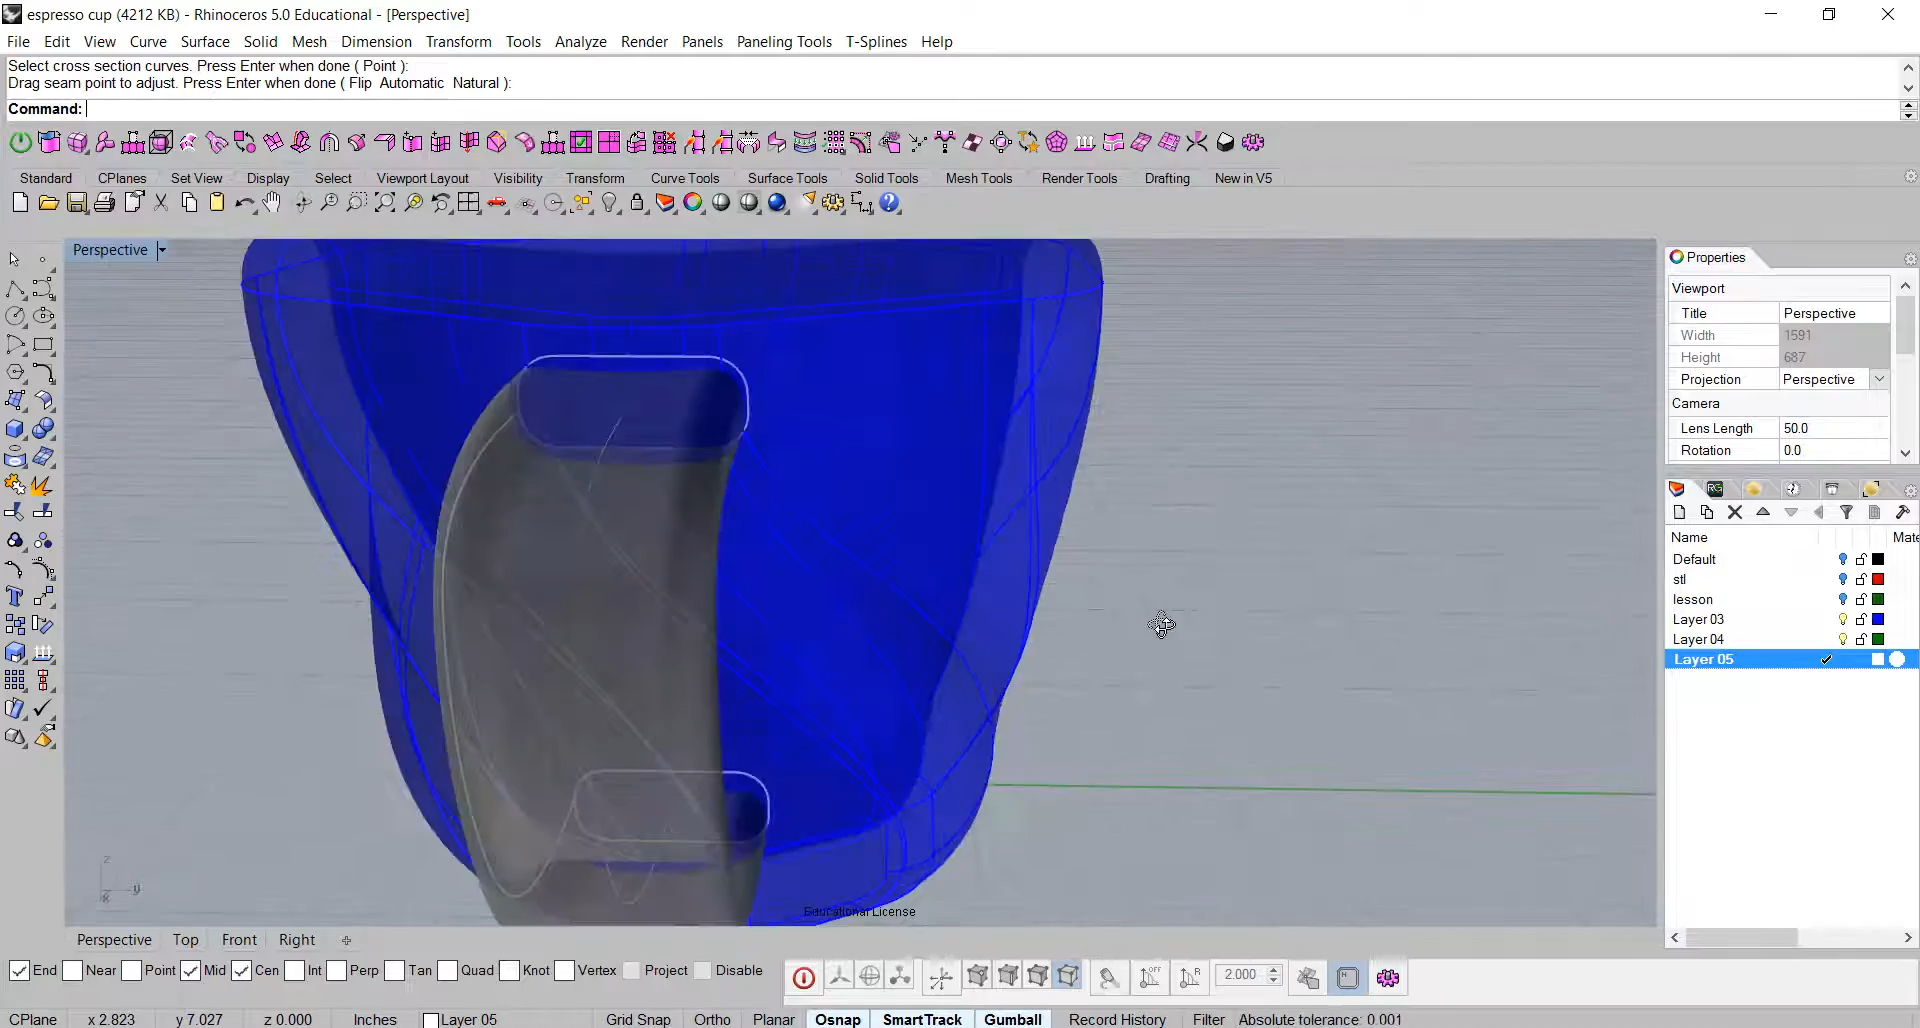 espresso cup (4212 KB) - Rhinoceros 5.0 Educational - [Perspective]
File Edit View Curve Surface Solid Mesh Dimension Transform Tools Analyze Render Panels Paneling Tools T-Splines Help
Select cross section curves. Press Enter when done ( Point ):
Drag seam point to adjust. Press Enter when done ( Flip Automatic Natural ):
Command:
Standard CPlanes Set View Display Select Viewport Layout Visibility Transform Curve Tools Surface Tools Solid Tools Mesh Tools Render Tools Drafting New in V5
Perspective
Properties
Viewport
Title Perspective
Width 1591
Height 687
Projection Perspective
Camera
Lens Length 50.0
Rotation 0.0
RG
Name Mate
Default
stl
lesson
Layer 03
Layer 04
Layer 05
z
y
x
Educational License
Perspective Top Front Right
End Near Point Mid Cen Int Perp Tan Quad Knot Vertex Project Disable
OFF
R
2.000
H
CPlane x 2.823 y 7.027 z 0.000 Inches Layer 05 Grid Snap Ortho Planar Osnap SmartTrack Gumball Record History Filter Absolute tolerance: 0.001